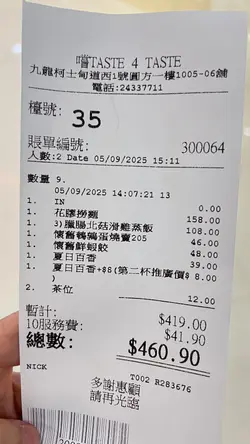 嚐TASTE 4 TASTE
九龍柯士甸道西1號圓方一樓1005-06舖
電話:24337711
檯號: 35
賬單編號: 300064
人數:2 Date 05/09/2025 15:11
數量 9.
05/09/2025 14:07:21 13
1. IN 0.00
1. 花膠撈麵 158.00
1. 3)臘腸北菇滑雞蒸飯 108.00
1. 懷舊鵪鶉蛋燒賣205 46.00
1. 懷舊鮮蝦餃 48.00
1. 夏日百香 39.00
1. 夏日百香+$8(第二杯推廣價$ 8.00
)
2. 茶位 12.00
暫計: $419.00
10服務費: $41.90
總數: $460.90
NICK
T002 R283676
多謝惠顧
請再光臨